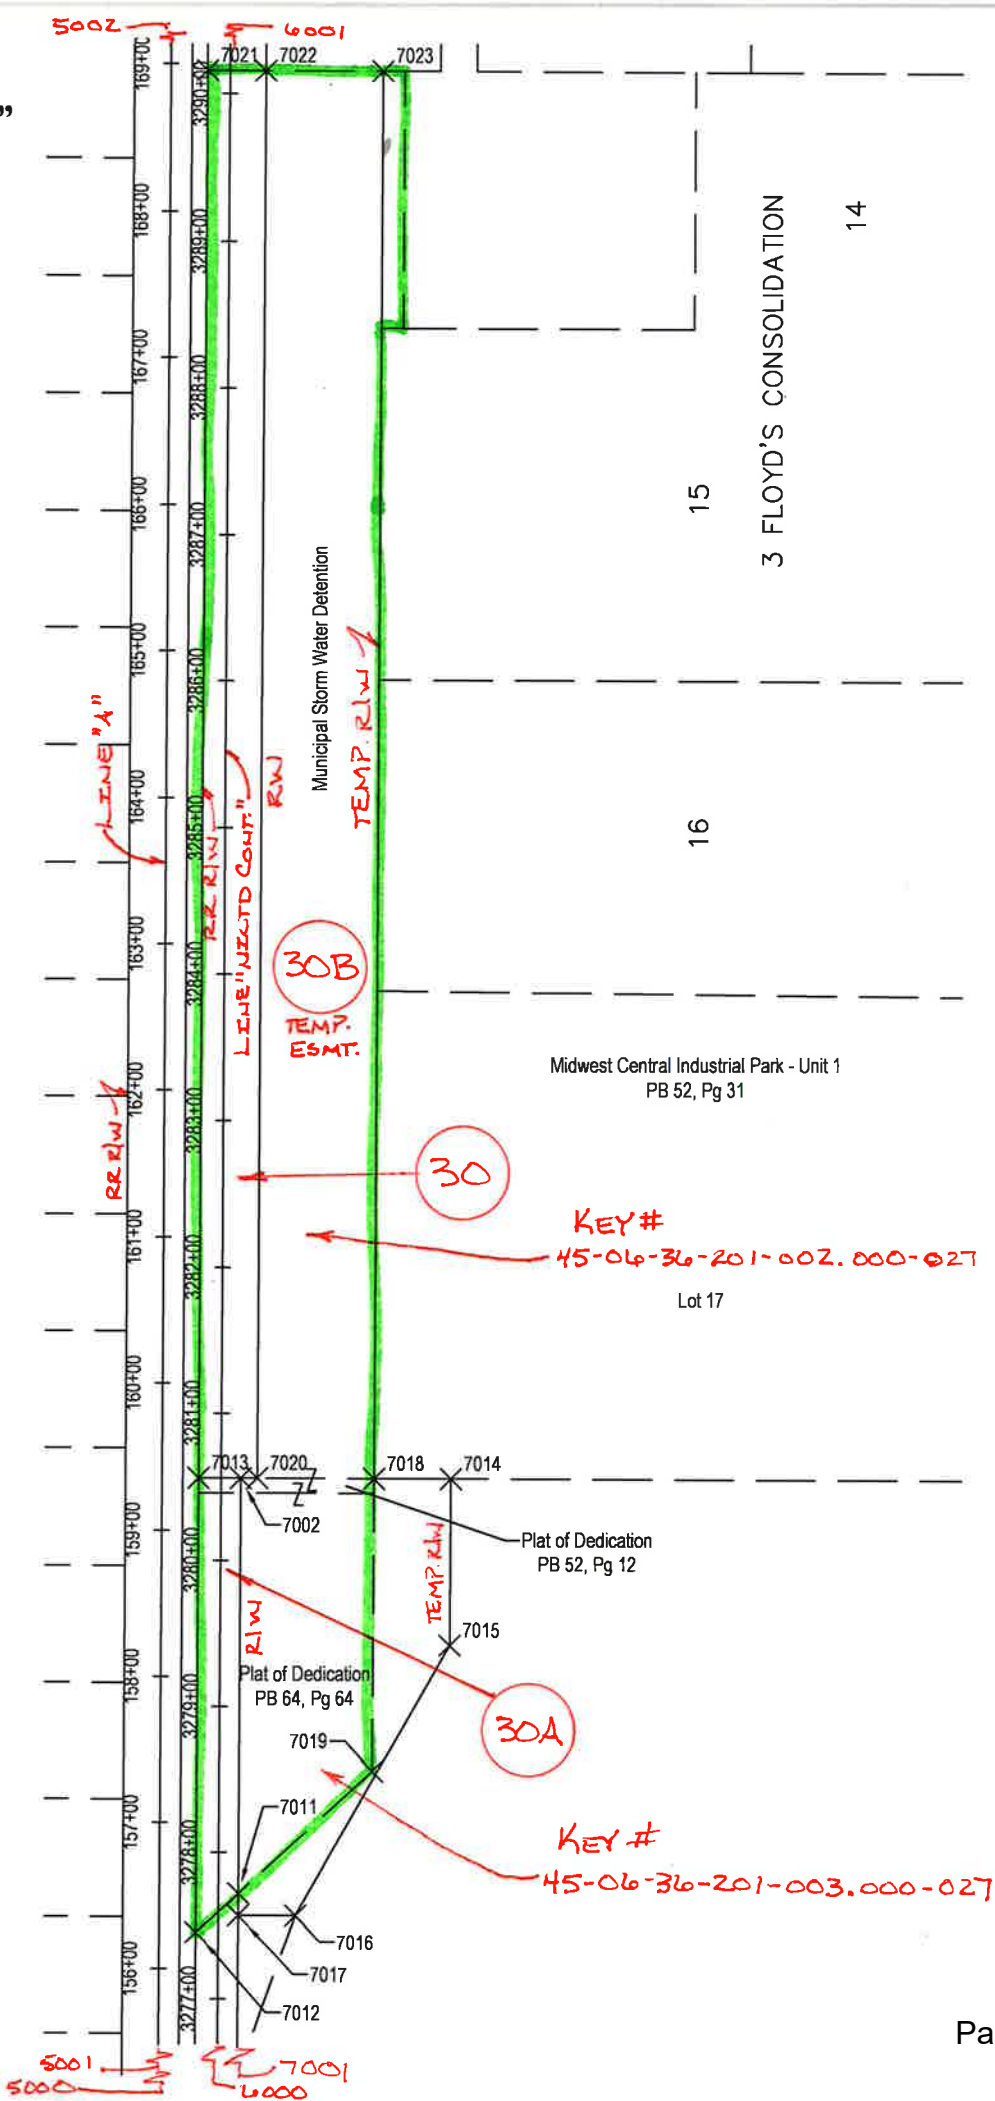 5002
6001
7021
7022
7023
”
169+00
3290+00
168+00
3289+00
14
3 FLOYD'S CONSOLIDATION
167+00
3288+00
166+00
3287+00
15
Municipal Storm Water Detention
165+00
3286+00
TEMP. R/W
LINE "A"
164+00
3285+00
RR R/W
LINE "NICTD CONT."
R/W
16
163+00
3284+00
30B
TEMP.
ESMT.
Midwest Central Industrial Park - Unit 1
PB 52, Pg 31
162+00
3283+00
RR R/W
30
KEY #
45-06-36-201-002.000-027
161+00
3282+00
Lot 17
160+00
3281+00
7013
7020
7018
7014
Z
Z
7002
159+00
3280+00
Plat of Dedication
PB 52, Pg 12
TEMP. R/W
R/W
7015
158+00
3279+00
Plat of Dedication
PB 64, Pg 64
30A
7019
157+00
3278+00
7011
KEY #
45-06-36-201-003.000-027
7016
156+00
3277+00
7017
7012
Pa
5001
7001
5000
6000